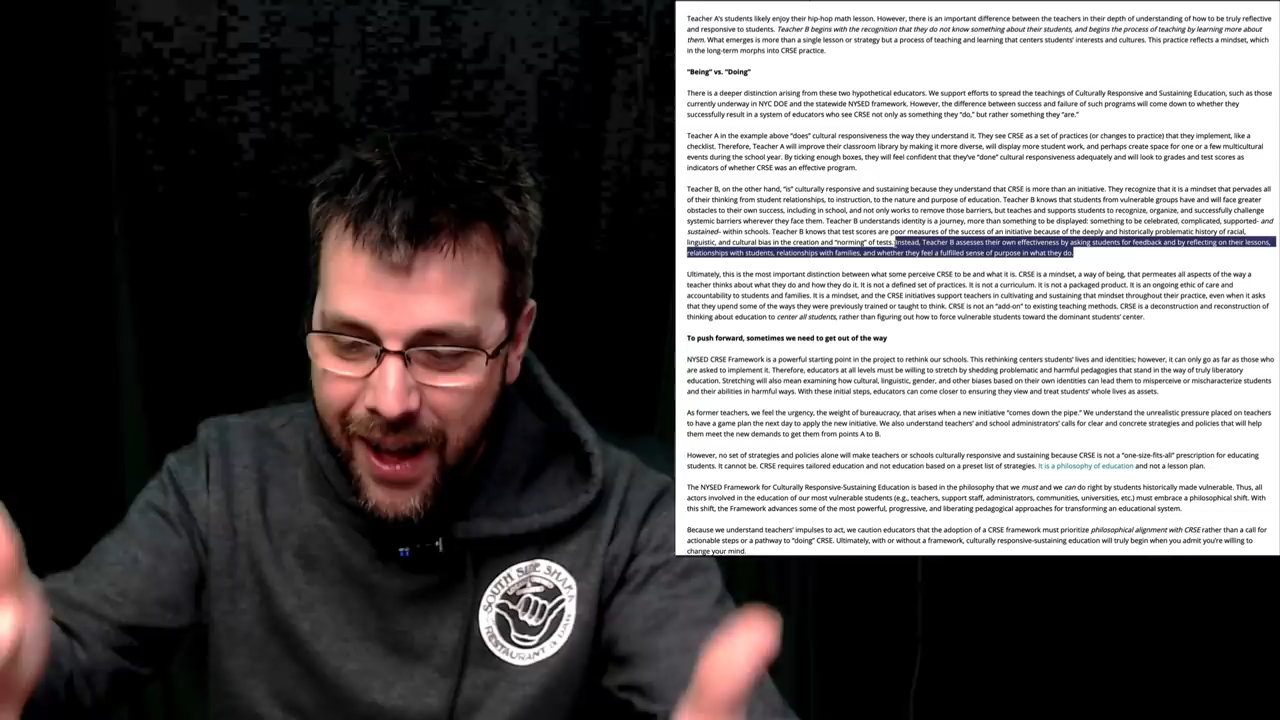 Teacher A's students likely enjoy their hip-hop math lesson. However, there is an important difference between the teachers in their depth of understanding of how to be truly reflective
and responsive to students. Teacher B begins with the recognition that they do not know something about their students, and begins the process of teaching by learning more about
them. What emerges is more than a single lesson or strategy but a process of teaching and learning that centers students' interests and cultures. This practice reflects a mindset, which
in the long-term morphs into CRSE practice.
"Being" vs. "Doing"
There is a deeper distinction arising from these two hypothetical educators. We support efforts to spread the teachings of Culturally Responsive and Sustaining Education, such as those
currently underway in NYC DOE and the statewide NYSED framework. However, the difference between success and failure of such programs will come down to whether they
successfully result in a system of educators who see CRSE not only as something they "do," but rather something they "are."
Teacher A in the example above "does" cultural responsiveness the way they understand it. They see CRSE as a set of practices (or changes to practice) that they implement, like a
checklist. Therefore, Teacher A will improve their classroom library by making it more diverse, will display more student work, and perhaps create space for one or a few multicultural
events during the school year. By ticking enough boxes, they will feel confident that they've "done" cultural responsiveness adequately and will look to grades and test scores as
indicators of whether CRSE was an effective program.
Teacher B, on the other hand, "is" culturally responsive and sustaining because they understand that CRSE is more than an initiative. They recognize that it is a mindset that pervades all
of their thinking from student relationships, to instruction, to the nature and purpose of education. Teacher B knows that students from vulnerable groups have and will face greater
obstacles to their own success, including in school, and not only works to remove those barriers, but teaches and supports students to recognize, organize, and successfully challenge
systemic barriers wherever they face them. Teacher B understands identity is a journey, more than something to be displayed: something to be celebrated, complicated, supported- and
sustained- within schools. Teacher B knows that test scores are poor measures of the success of an initiative because of the deeply and historically problematic history of racial,
linguistic, and cultural bias in the creation and "norming" of tests. Instead, Teacher B assesses their own effectiveness by asking students for feedback and by reflecting on their lessons,
relationships with students, relationships with families, and whether they feel a fulfilled sense of purpose in what they do.
Ultimately, this is the most important distinction between what some perceive CRSE to be and what it is. CRSE is a mindset, a way of being, that permeates all aspects of the way a
teacher thinks about what they do and how they do it. It is not a defined set of practices. It is not a curriculum. It is not a packaged product. It is an ongoing ethic of care and
accountability to students and families. It is a mindset, and the CRSE initiatives support teachers in cultivating and sustaining that mindset throughout their practice, even when it asks
that they upend some of the ways they were previously trained or taught to think. CRSE is not an "add-on" to existing teaching methods. CRSE is a deconstruction and reconstruction of
thinking about education to center all students, rather than figuring out how to force vulnerable students toward the dominant students' center.
To push forward, sometimes we need to get out of the way
NYSED CRSE Framework is a powerful starting point in the project to rethink our schools. This rethinking centers students' lives and identities; however, it can only go as far as those who
are asked to implement it. Therefore, educators at all levels must be willing to stretch by shedding problematic and harmful pedagogies that stand in the way of truly liberatory
education. Stretching will also mean examining how cultural, linguistic, gender, and other biases based on their own identities can lead them to misperceive or mischaracterize students
and their abilities in harmful ways. With these initial steps, educators can come closer to ensuring they view and treat students' whole lives as assets.
As former teachers, we feel the urgency, the weight of bureaucracy, that arises when a new initiative "comes down the pipe." We understand the unrealistic pressure placed on teachers
to have a game plan the next day to apply the new initiative. We also understand teachers' and school administrators' calls for clear and concrete strategies and policies that will help
them meet the new demands to get them from points A to B.
However, no set of strategies and policies alone will make teachers or schools culturally responsive and sustaining because CRSE is not a "one-size-fits-all" prescription for educating
students. It cannot be. CRSE requires tailored education and not education based on a preset list of strategies. It is a philosophy of education and not a lesson plan.
The NYSED Framework for Culturally Responsive-Sustaining Education is based in the philosophy that we must and we can do right by students historically made vulnerable. Thus, all
actors involved in the education of our most vulnerable students (e.g., teachers, support staff, administrators, communities, universities, etc.) must embrace a philosophical shift. With
this shift, the Framework advances some of the most powerful, progressive, and liberating pedagogical approaches for transforming an educational system.
Because we understand teachers' impulses to act, we caution educators that the adoption of a CRSE framework must prioritize philosophical alignment with CRSE rather than a call for
actionable steps or a pathway to "doing" CRSE. Ultimately, with or without a framework, culturally responsive-sustaining education will truly begin when you admit you're willing to
change your mind.
SOUTH SIDE SHAKA
RESTAURANT & BAR